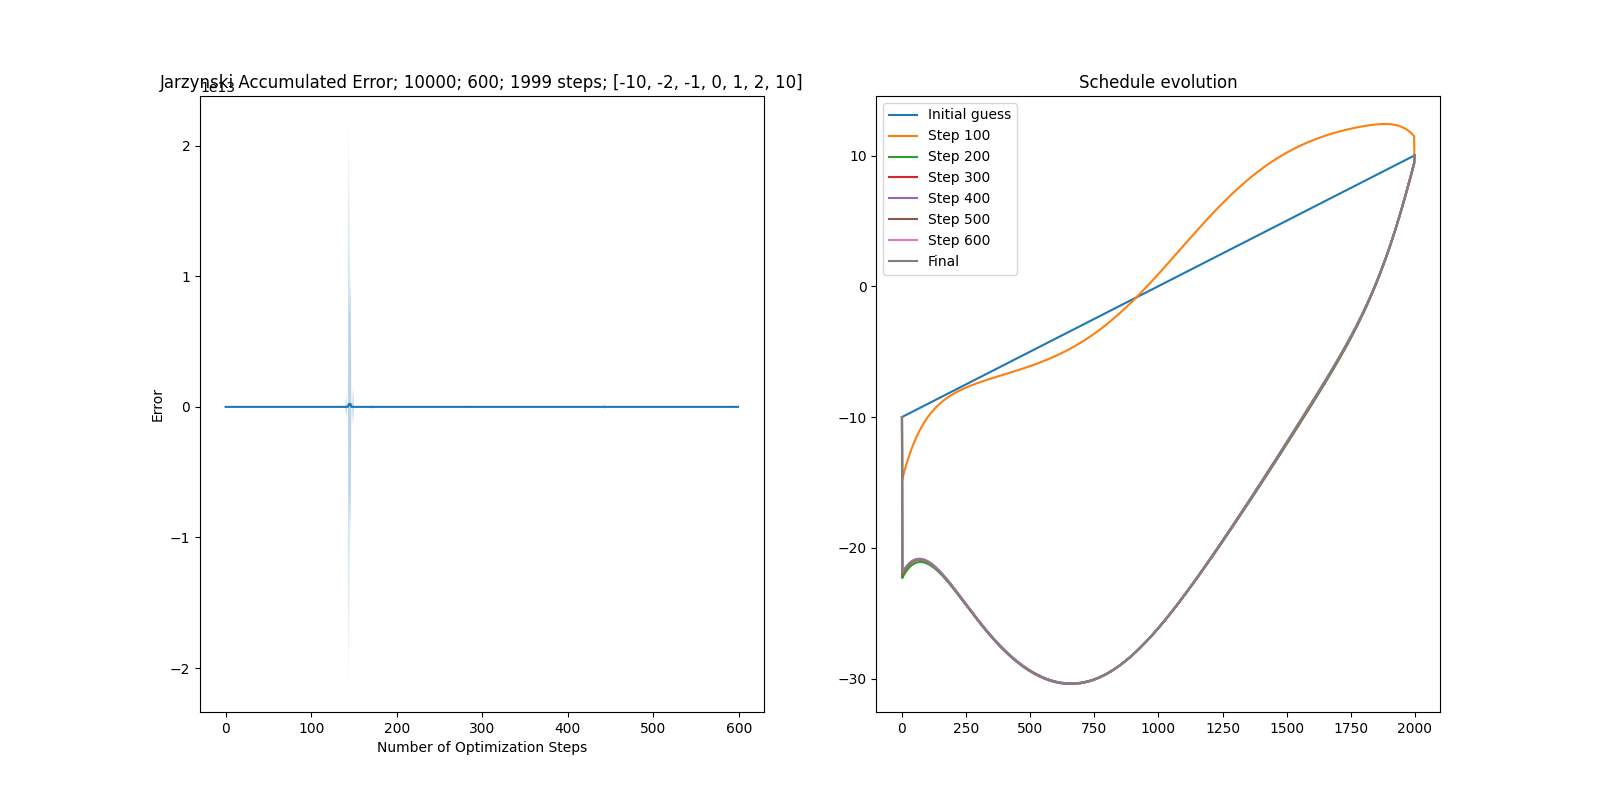 Jarzynski Accumulated Error; 10000; 600; 1999 steps; [-10, -2, -1, 0, 1, 2, 10]
1e13
2
1
0
−1
−2
Error
0 100 200 300 400 500 600
Number of Optimization Steps
Schedule evolution
Initial guess
Step 100
Step 200
Step 300
Step 400
Step 500
Step 600
Final
10
0
−10
−20
−30
0 250 500 750 1000 1250 1500 1750 2000